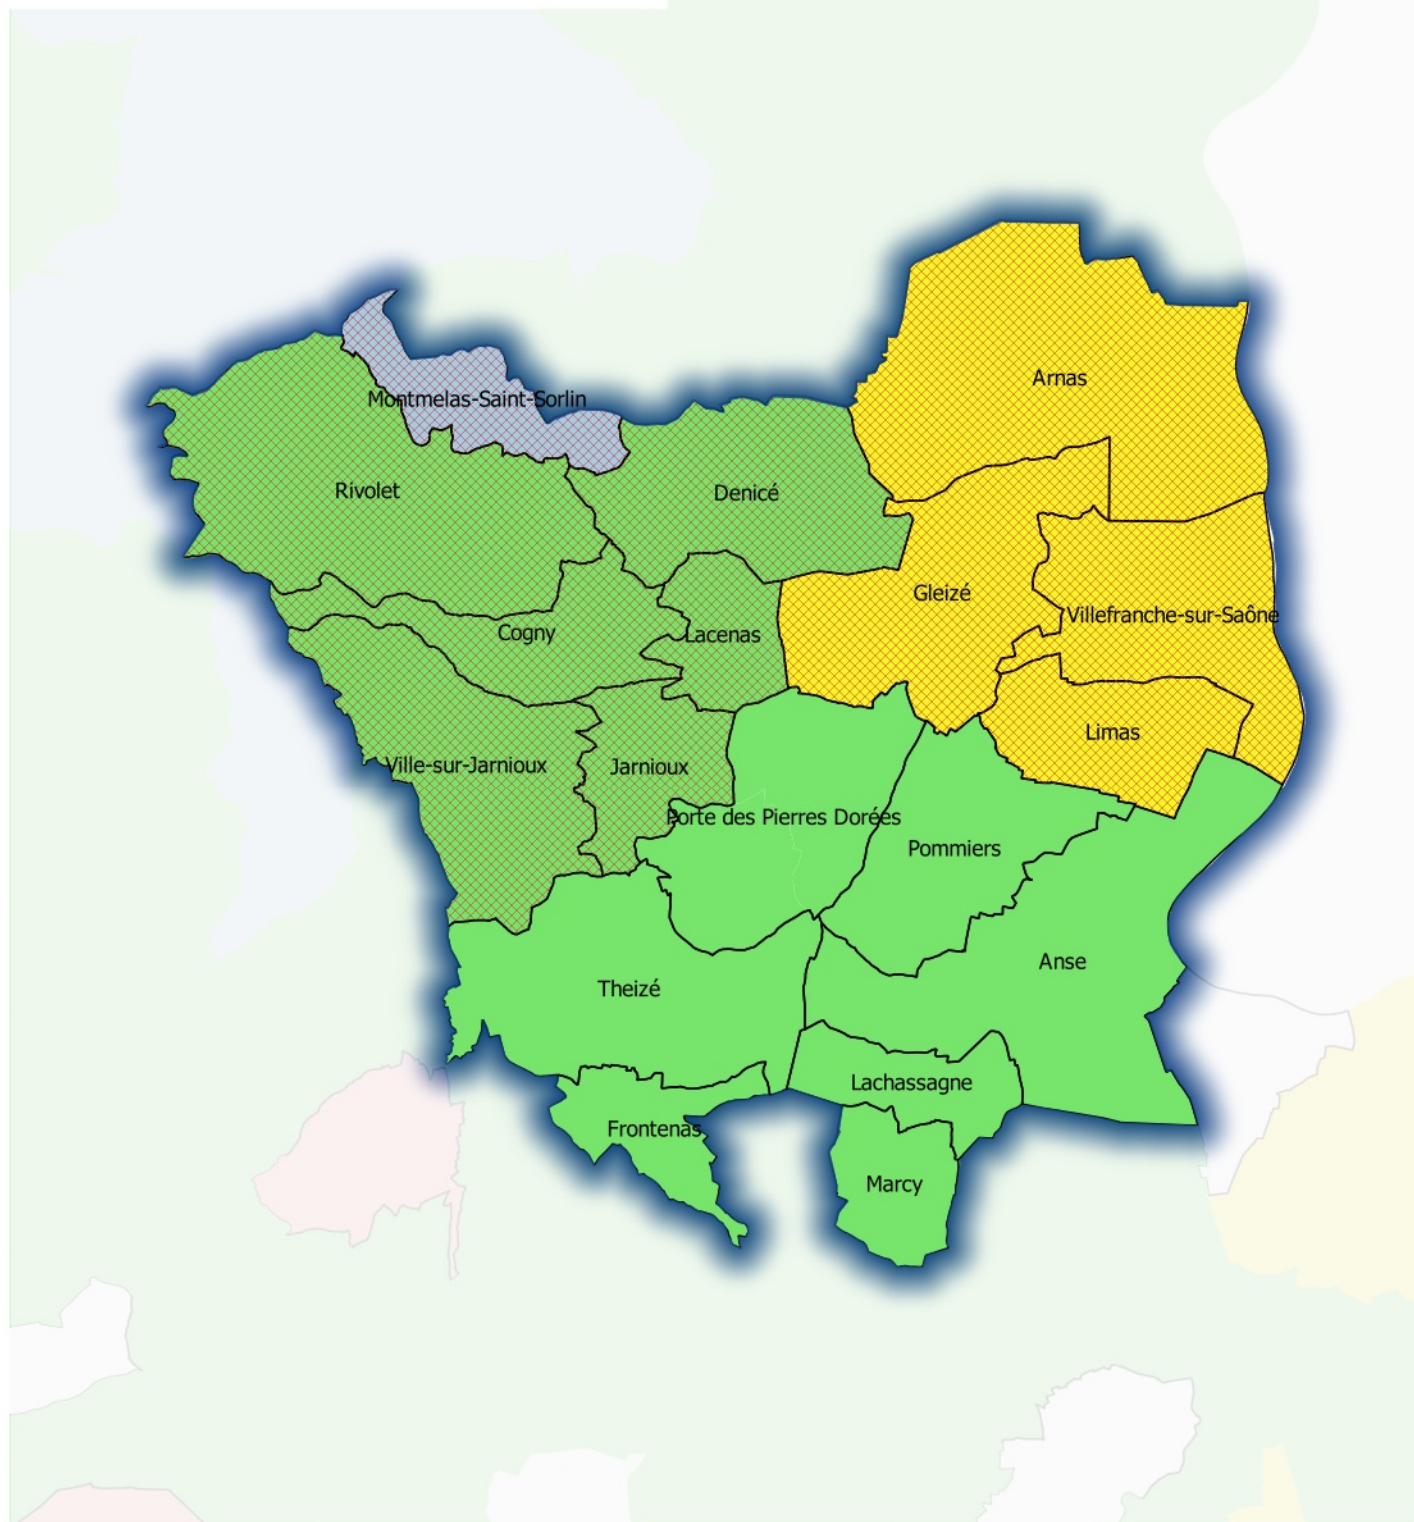 Arnas
Montmelas-Saint-Sorlin
Rivolet
Denicé
Gleizé
Villefranche-sur-Saône
Cogny
Lacenas
Limas
Ville-sur-Jarnioux
Jarnioux
Porte des Pierres Dorées
Pommiers
Anse
Theizé
Lachassagne
Frontenas
Marcy